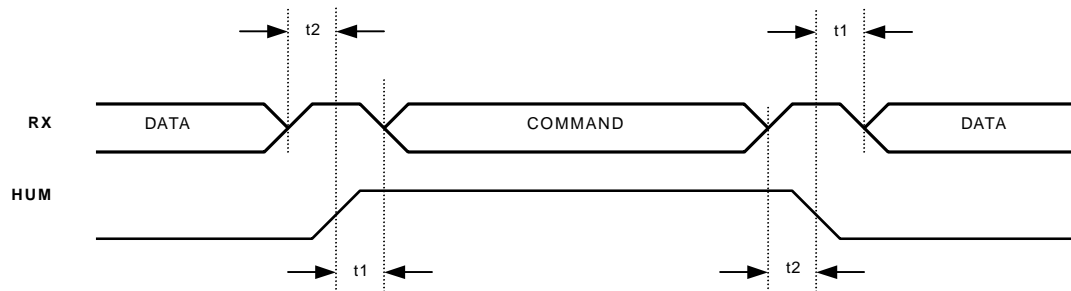 t2 t1
RX DATA COMMAND DATA
HUM
t1 t2